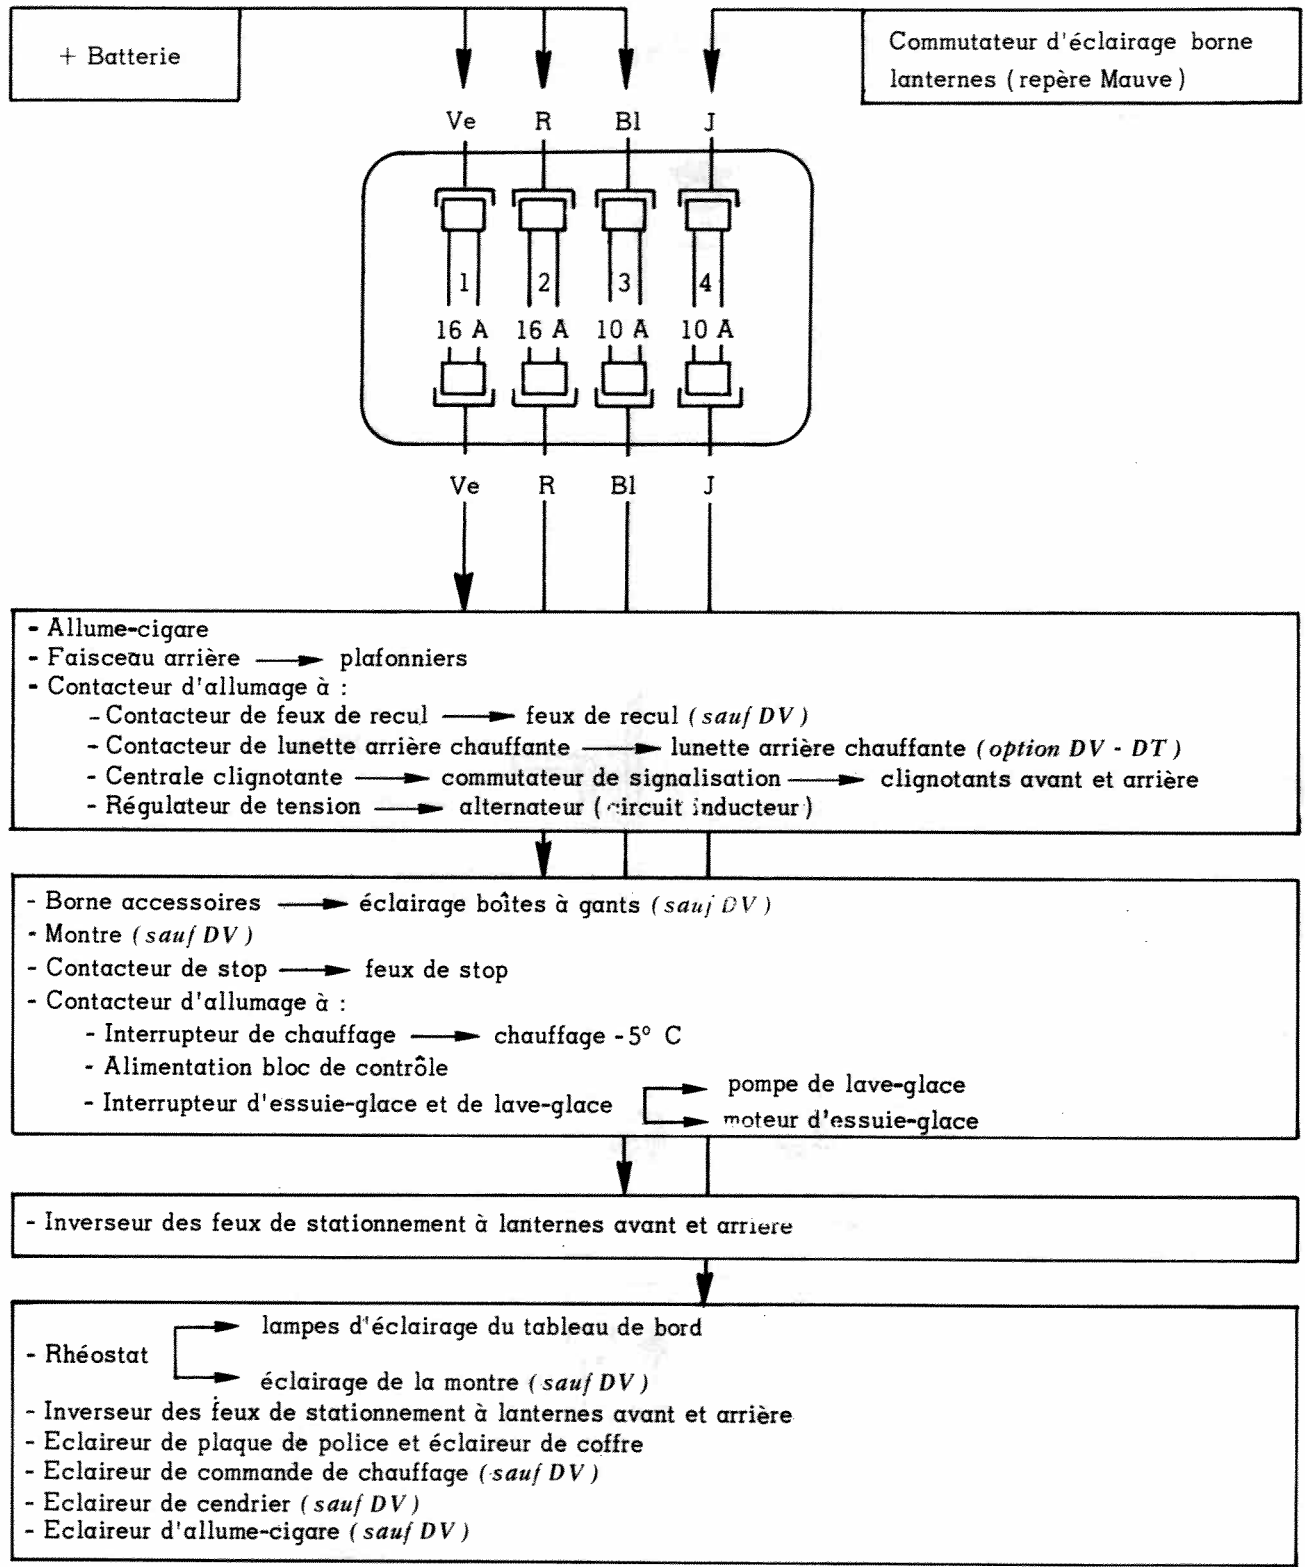 + Batterie
Commutateur d'éclairage borne
lanternes (repère Mauve)
Ve R Bl J
1 2 3 4
16 A 16 A 10 A 10 A
Ve R Bl J
- Allume-cigare
- Faisceau arrière → plafonniers
- Contacteur d'allumage à :
- Contacteur de feux de recul → feux de recul (sauf DV)
- Contacteur de lunette arrière chauffante → lunette arrière chauffante (option DV - DT)
- Centrale clignotante → commutateur de signalisation → clignotants avant et arrière
- Régulateur de tension → alternateur (circuit inducteur)
- Borne accessoires → éclairage boîtes à gants (sauf DV)
- Montre (sauf DV)
- Contacteur de stop → feux de stop
- Contacteur d'allumage à :
- Interrupteur de chauffage → chauffage -5° C
- Alimentation bloc de contrôle
- Interrupteur d'essuie-glace et de lave-glace
pompe de lave-glace
moteur d'essuie-glace
- Inverseur des feux de stationnement à lanternes avant et arrière
- Rhéostat
lampes d'éclairage du tableau de bord
éclairage de la montre (sauf DV)
- Inverseur des feux de stationnement à lanternes avant et arrière
- Eclaireur de plaque de police et éclaireur de coffre
- Eclaireur de commande de chauffage (sauf DV)
- Eclaireur de cendrier (sauf DV)
- Eclaireur d'allume-cigare (sauf DV)